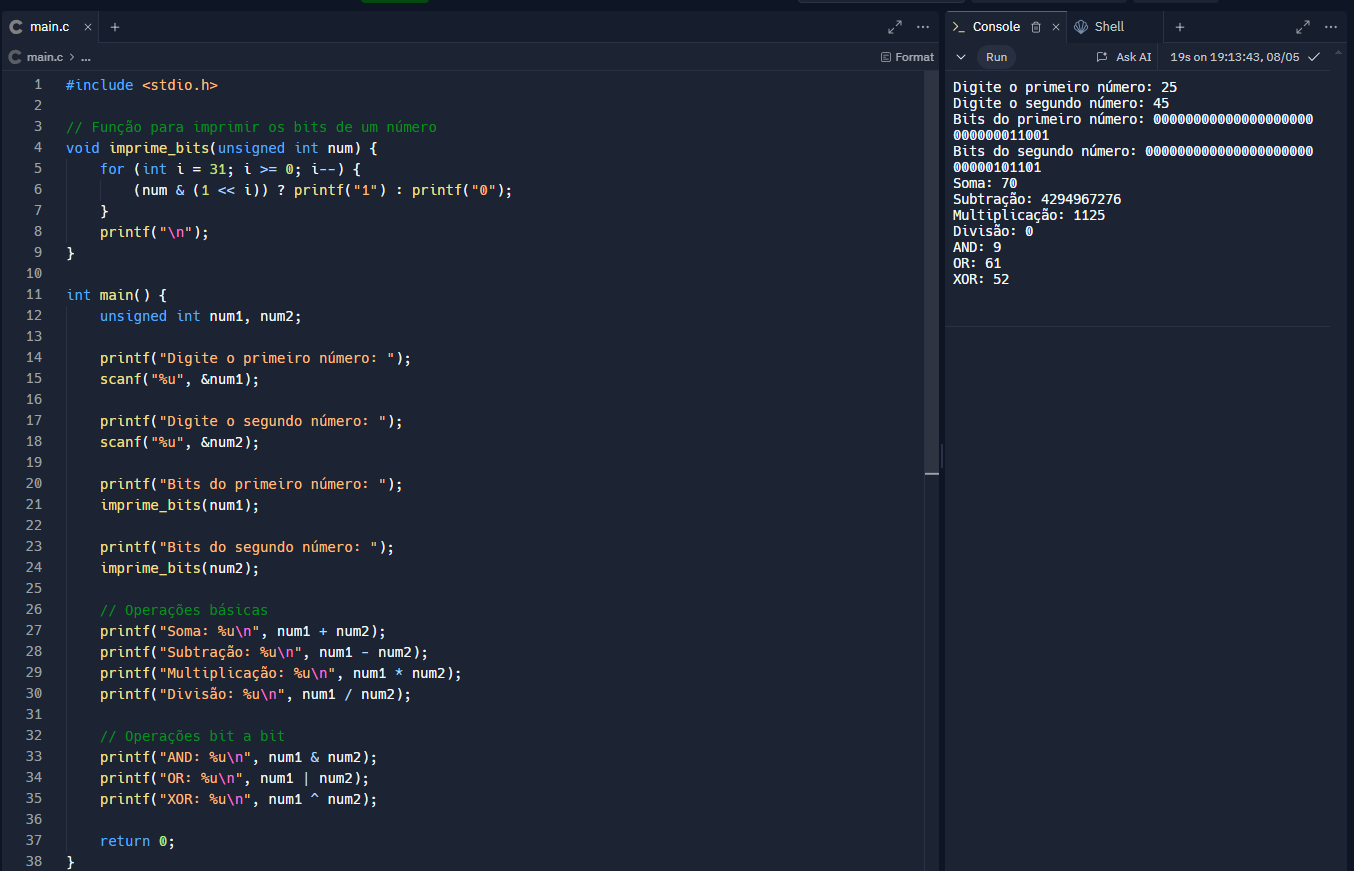 main.c
main.c > ...
Format
1 #include <stdio.h>
2
3 // Função para imprimir os bits de um número
4 void imprime_bits(unsigned int num) {
5     for (int i = 31; i >= 0; i--) {
6         (num & (1 << i)) ? printf("1") : printf("0");
7     }
8     printf("\n");
9 }
10
11 int main() {
12     unsigned int num1, num2;
13
14     printf("Digite o primeiro número: ");
15     scanf("%u", &num1);
16
17     printf("Digite o segundo número: ");
18     scanf("%u", &num2);
19
20     printf("Bits do primeiro número: ");
21     imprime_bits(num1);
22
23     printf("Bits do segundo número: ");
24     imprime_bits(num2);
25
26     // Operações básicas
27     printf("Soma: %u\n", num1 + num2);
28     printf("Subtração: %u\n", num1 - num2);
29     printf("Multiplicação: %u\n", num1 * num2);
30     printf("Divisão: %u\n", num1 / num2);
31
32     // Operações bit a bit
33     printf("AND: %u\n", num1 & num2);
34     printf("OR: %u\n", num1 | num2);
35     printf("XOR: %u\n", num1 ^ num2);
36
37     return 0;
38 }
Console Shell
Run Ask AI 19s on 19:13:43, 08/05
Digite o primeiro número: 25
Digite o segundo número: 45
Bits do primeiro número: 00000000000000000000
000000011001
Bits do segundo número: 000000000000000000000
00000101101
Soma: 70
Subtração: 4294967276
Multiplicação: 1125
Divisão: 0
AND: 9
OR: 61
XOR: 52